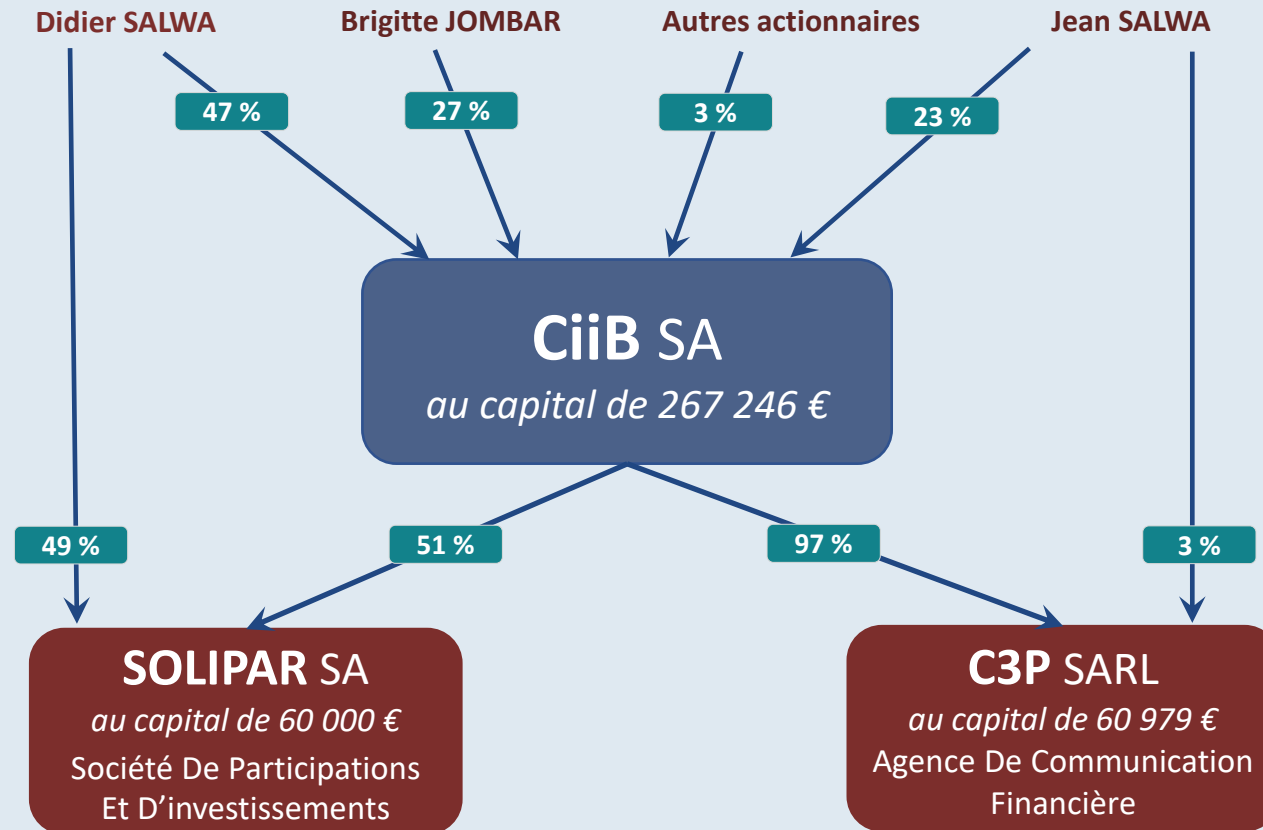 Didier SALWA
Brigitte JOMBAR
Autres actionnaires
Jean SALWA
47 %
27 %
3 %
23 %
CiiB SA
au capital de 267 246 €
49 %
51 %
97 %
3 %
SOLIPAR SA
au capital de 60 000 €
Société De Participations
Et D’investissements
C3P SARL
au capital de 60 979 €
Agence De Communication
Financière